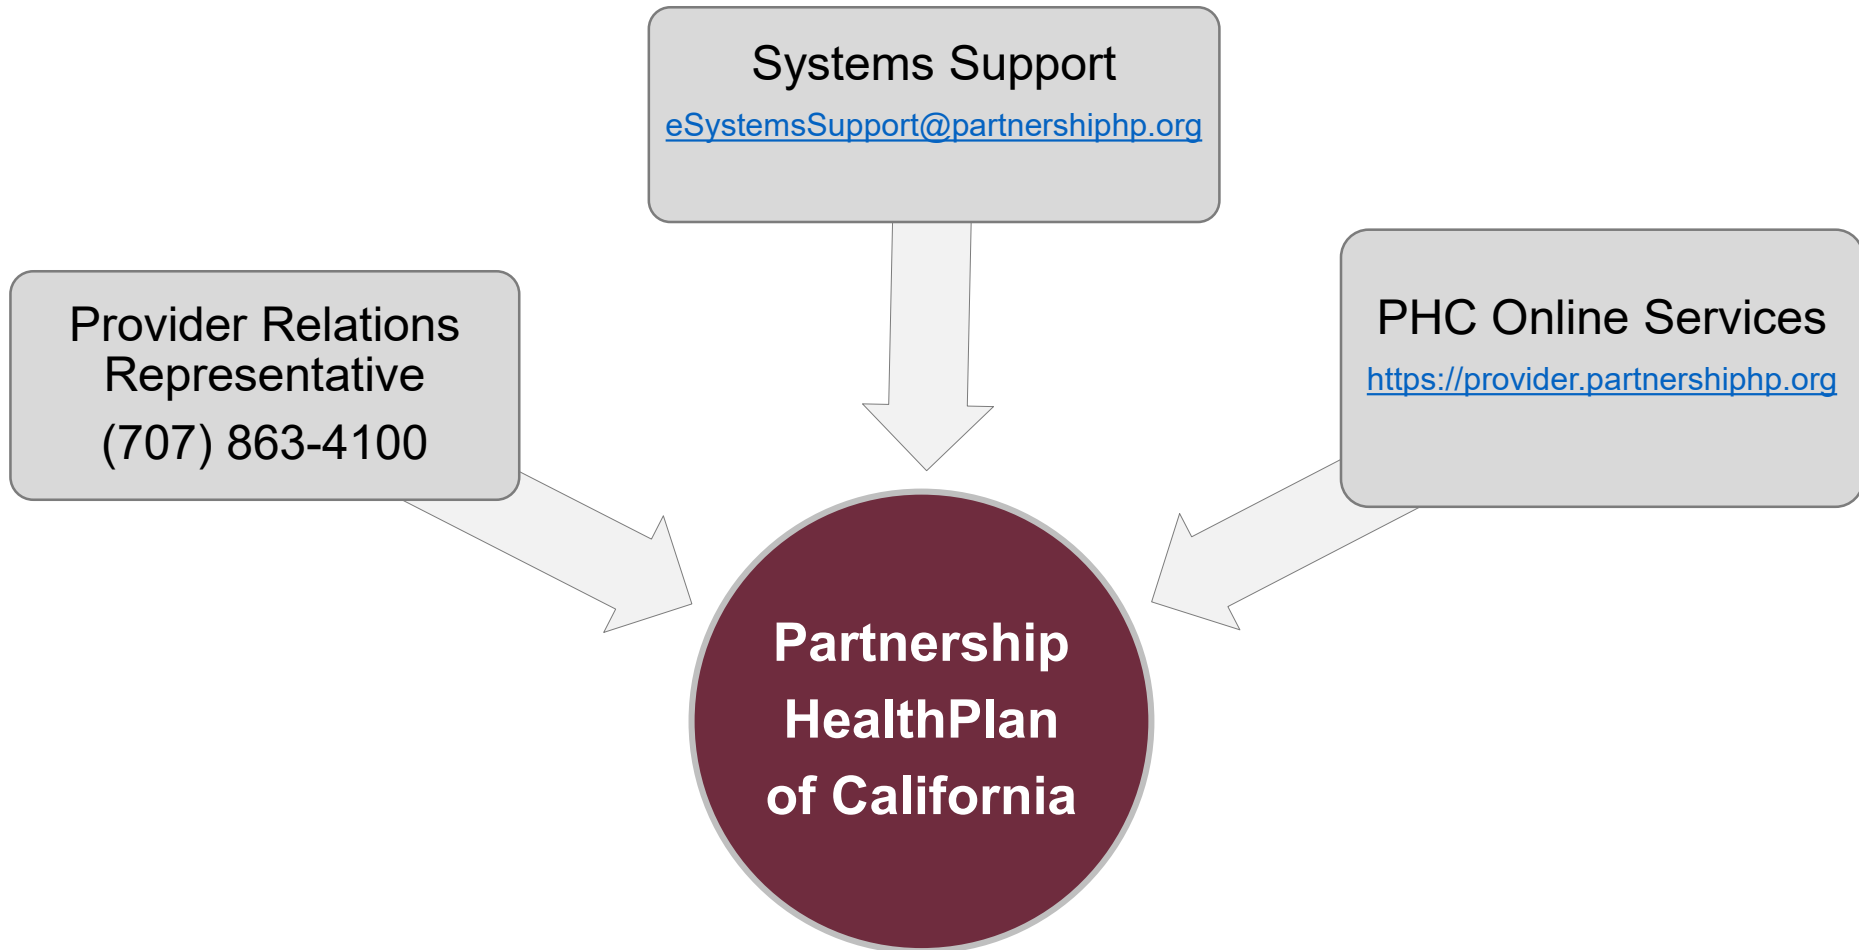 Systems Support
eSystemsSupport@partnershiphp.org
Provider Relations
Representative
(707) 863-4100
PHC Online Services
https://provider.partnershiphp.org
Partnership
HealthPlan
of California